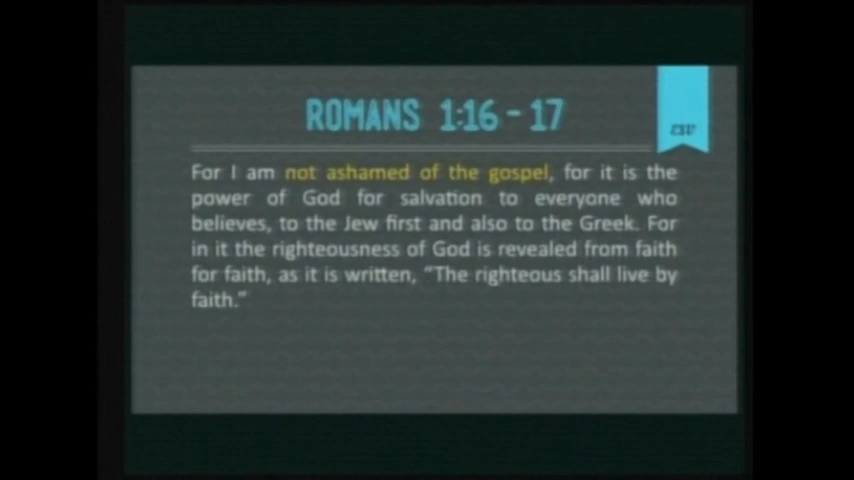 ROMANS 1:16 - 17
ESV
For I am not ashamed of the gospel, for it is the
power of God for salvation to everyone who
believes, to the Jew first and also to the Greek. For
in it the righteousness of God is revealed from faith
for faith, as it is written, “The righteous shall live by
faith.”